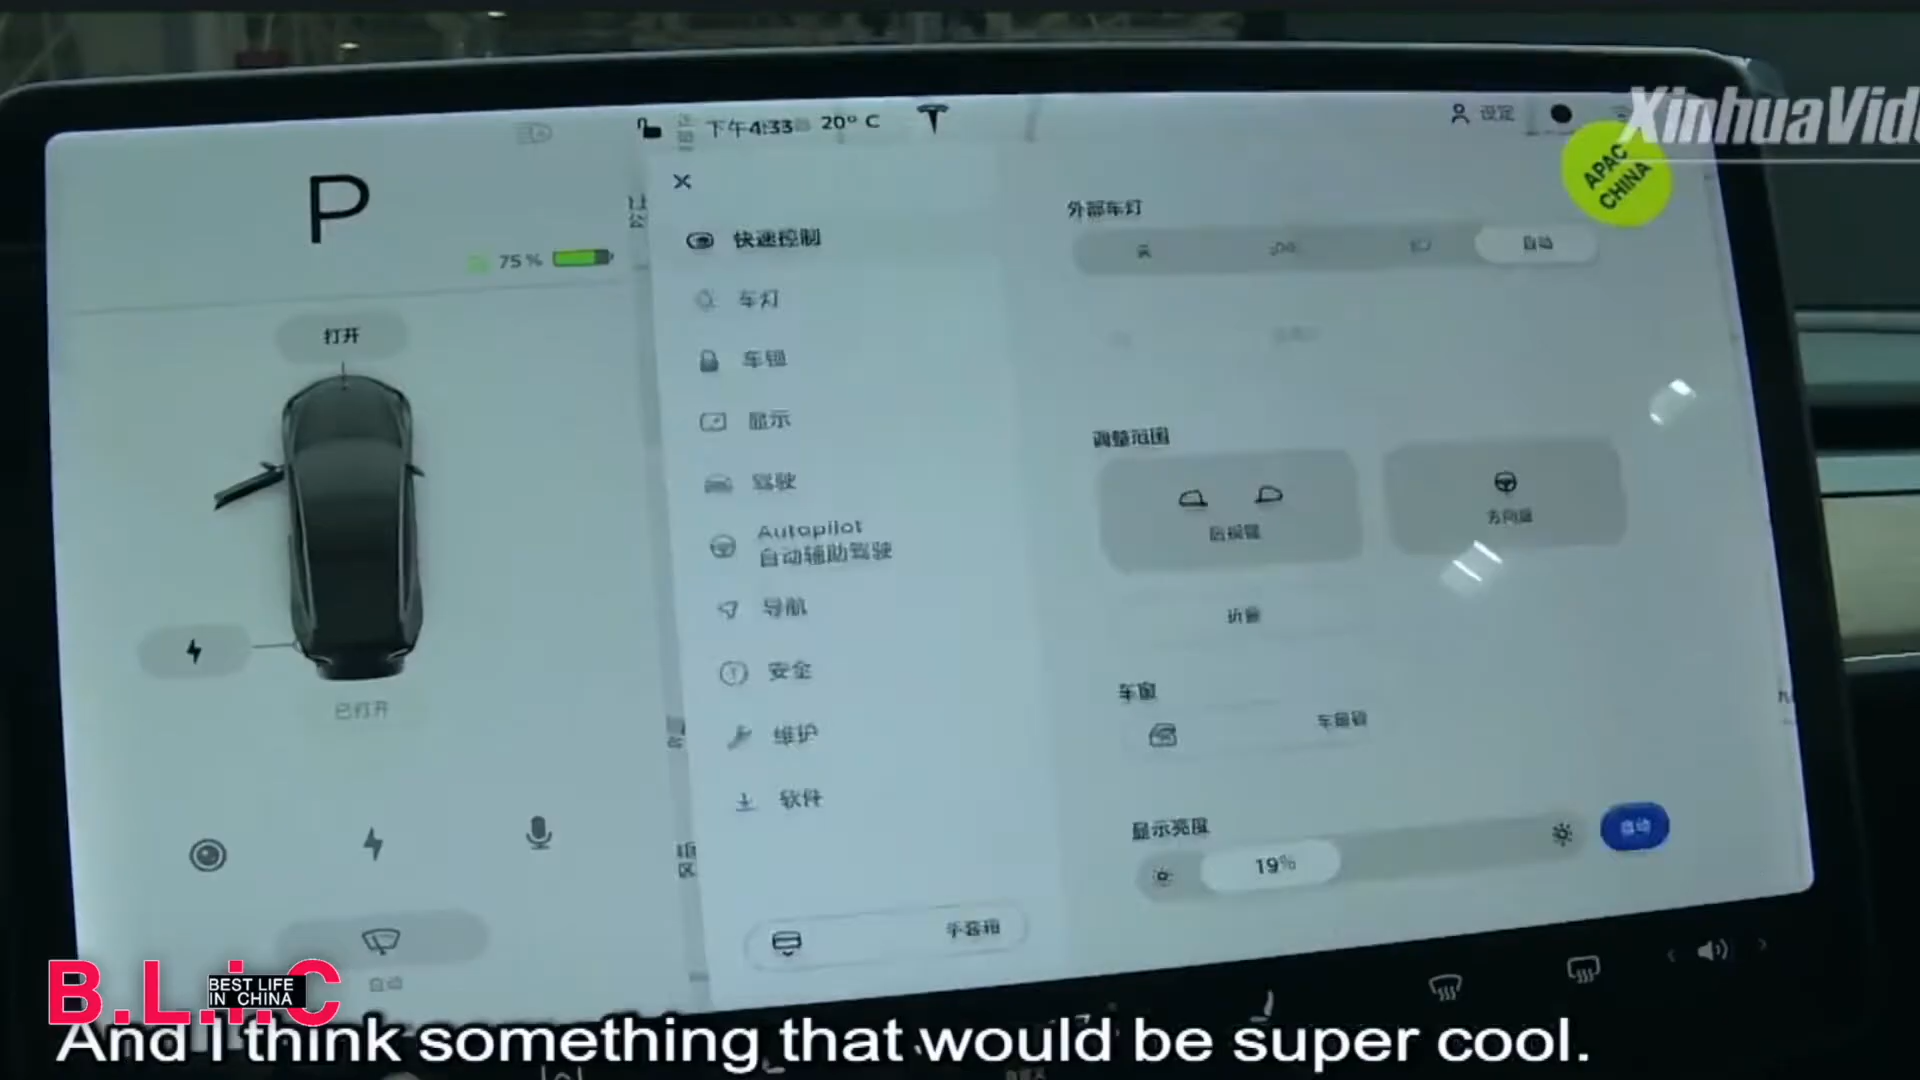 XinhuaVide
APAC
CHINA
下午4:33
20° C
设定
P
75 %
打开
已打开
自动
快速控制
车灯
车锁
显示
驾驶
Autopilot
自动辅助驾驶
导航
安全
维护
软件
手套箱
外部车灯
自动
调整范围
后视镜
方向盘
折叠
车窗
车窗锁
显示亮度
19%
自动
B.L.i.C
BEST LIFE
IN CHINA
And I think something that would be super cool.